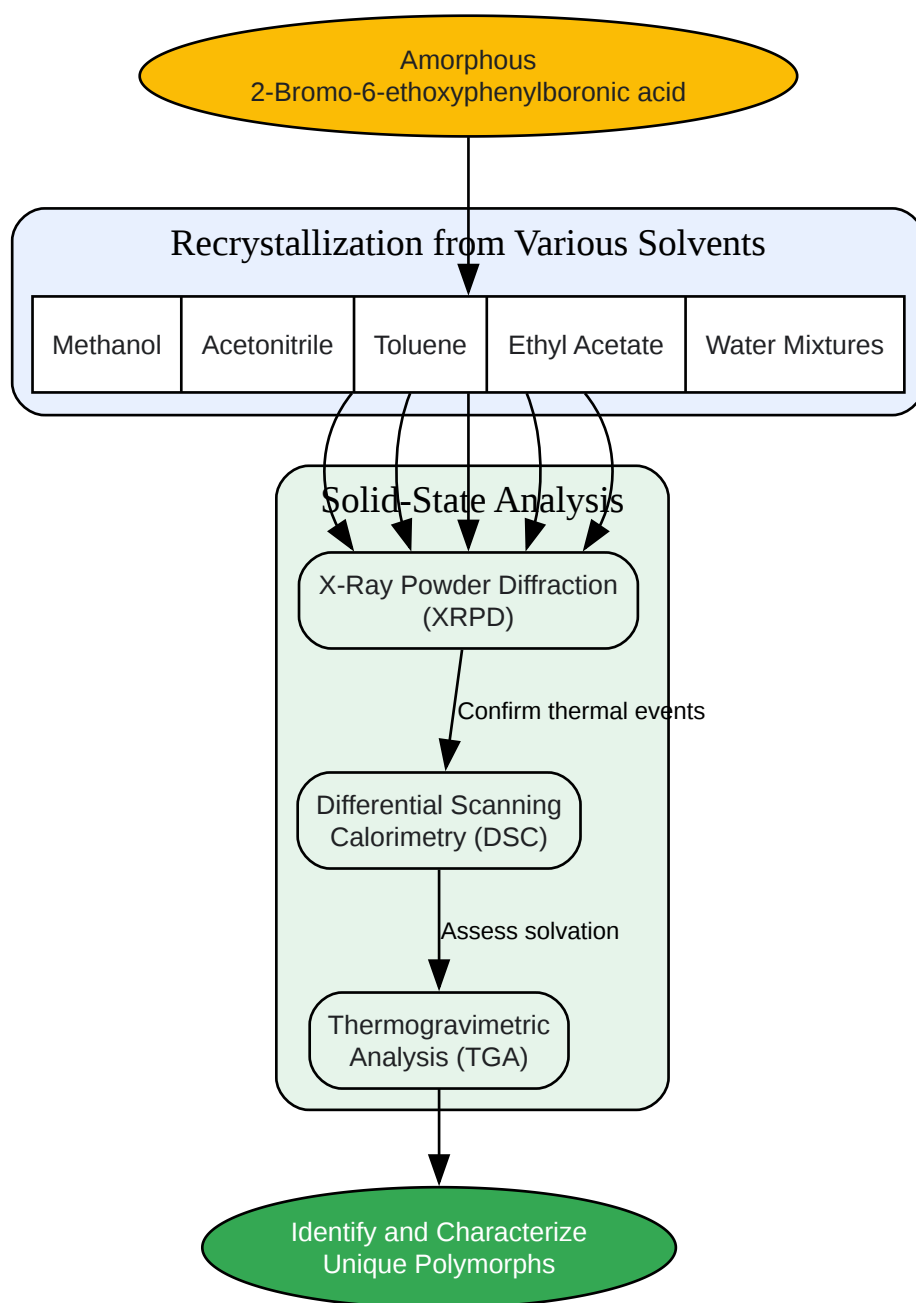 Amorphous
2-Bromo-6-ethoxyphenylboronic acid
Recrystallization from Various Solvents
Methanol
Acetonitrile
Toluene
Ethyl Acetate
Water Mixtures
Solid-State Analysis
X-Ray Powder Diffraction
(XRPD)
Confirm thermal events
Differential Scanning
Calorimetry (DSC)
Assess solvation
Thermogravimetric
Analysis (TGA)
Identify and Characterize
Unique Polymorphs